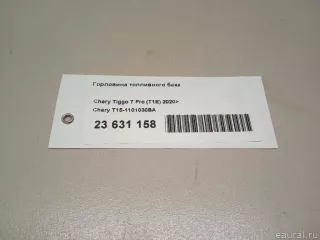 Горловина топливного бака
Chery Tiggo 7 Pro (T1E) 2020>
Chery T15-1101030BA
23 631 158
© eaural.ru